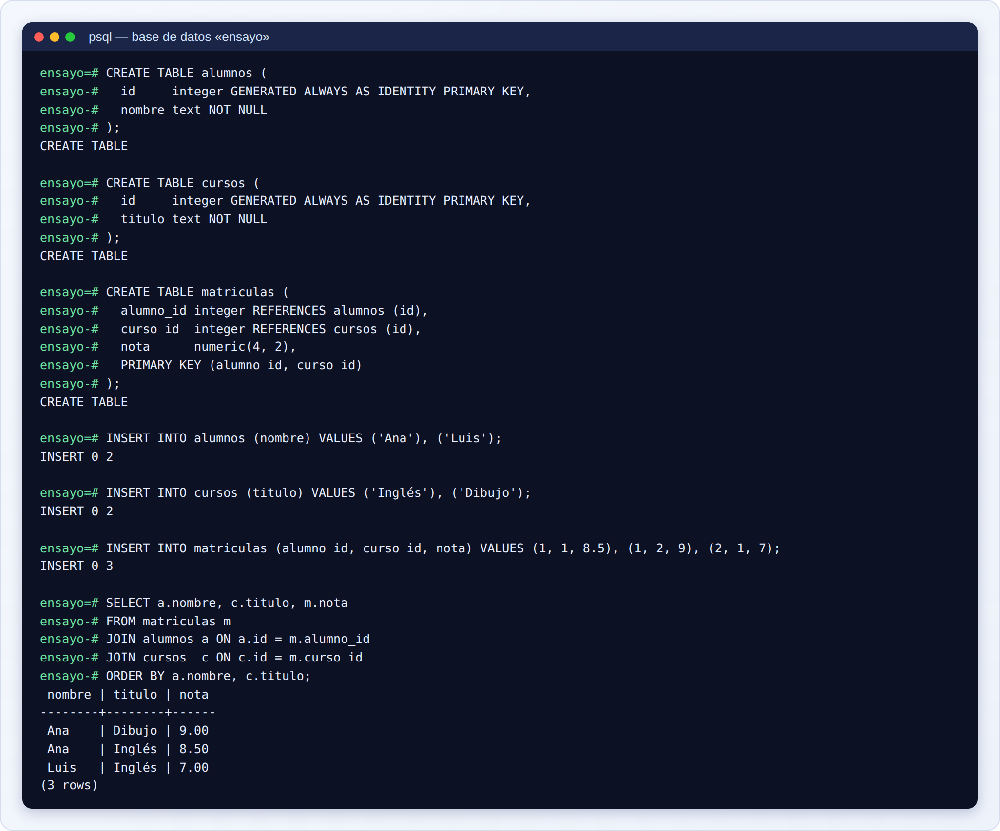 psql — base de datos «ensayo»
ensayo=# CREATE TABLE alumnos (
ensayo-#   id     integer GENERATED ALWAYS AS IDENTITY PRIMARY KEY,
ensayo-#   nombre text NOT NULL
ensayo-# );
CREATE TABLE
ensayo=# CREATE TABLE cursos (
ensayo-#   id     integer GENERATED ALWAYS AS IDENTITY PRIMARY KEY,
ensayo-#   titulo text NOT NULL
ensayo-# );
CREATE TABLE
ensayo=# CREATE TABLE matriculas (
ensayo-#   alumno_id integer REFERENCES alumnos (id),
ensayo-#   curso_id  integer REFERENCES cursos (id),
ensayo-#   nota      numeric(4, 2),
ensayo-#   PRIMARY KEY (alumno_id, curso_id)
ensayo-# );
CREATE TABLE
ensayo=# INSERT INTO alumnos (nombre) VALUES ('Ana'), ('Luis');
INSERT 0 2
ensayo=# INSERT INTO cursos (titulo) VALUES ('Inglés'), ('Dibujo');
INSERT 0 2
ensayo=# INSERT INTO matriculas (alumno_id, curso_id, nota) VALUES (1, 1, 8.5), (1, 2, 9), (2, 1, 7);
INSERT 0 3
ensayo=# SELECT a.nombre, c.titulo, m.nota
ensayo-# FROM matriculas m
ensayo-# JOIN alumnos a ON a.id = m.alumno_id
ensayo-# JOIN cursos  c ON c.id = m.curso_id
ensayo-# ORDER BY a.nombre, c.titulo;
 nombre | titulo | nota
--------+--------+------
 Ana    | Dibujo | 9.00
 Ana    | Inglés | 8.50
 Luis   | Inglés | 7.00
(3 rows)